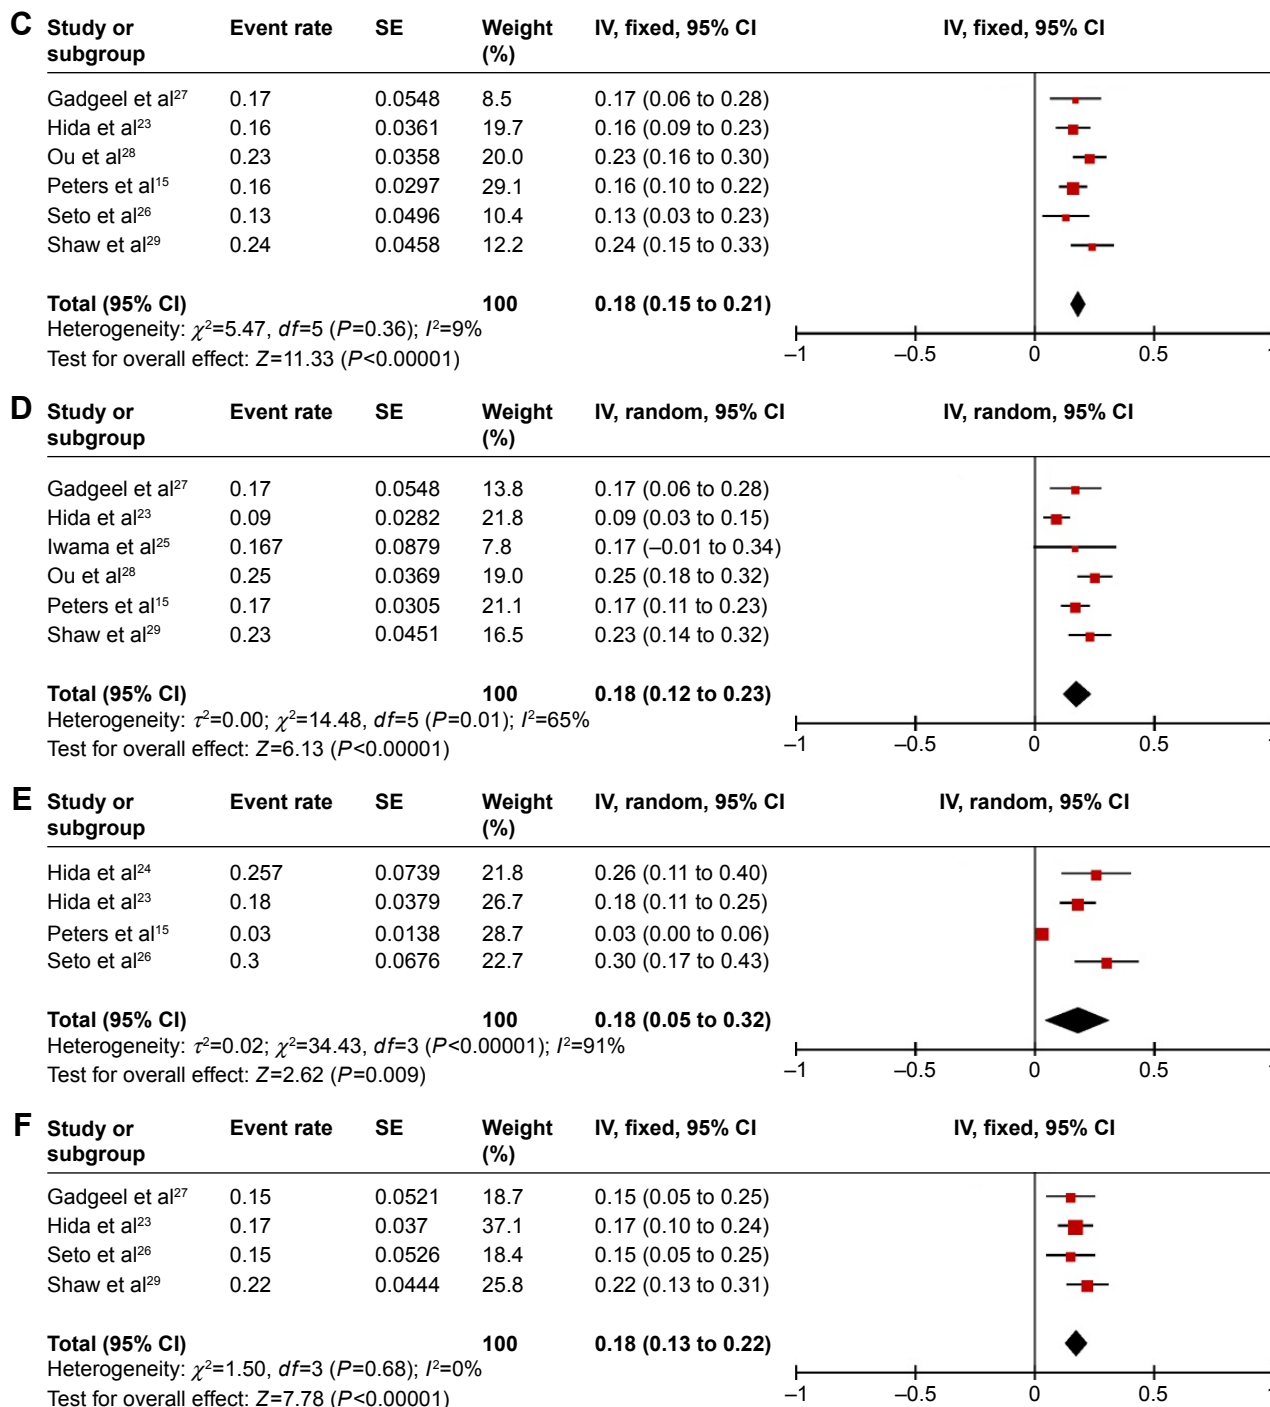 C Study or subgroup Event rate SE Weight (%) IV, fixed, 95% CI IV, fixed, 95% CI
Gadgeel et al27 0.17 0.0548 8.5 0.17 (0.06 to 0.28)
Hida et al23 0.16 0.0361 19.7 0.16 (0.09 to 0.23)
Ou et al28 0.23 0.0358 20.0 0.23 (0.16 to 0.30)
Peters et al15 0.16 0.0297 29.1 0.16 (0.10 to 0.22)
Seto et al26 0.13 0.0496 10.4 0.13 (0.03 to 0.23)
Shaw et al29 0.24 0.0458 12.2 0.24 (0.15 to 0.33)
Total (95% CI) 100 0.18 (0.15 to 0.21)
Heterogeneity: χ2=5.47, df=5 (P=0.36); I2=9%
Test for overall effect: Z=11.33 (P<0.00001)
–1 –0.5 0 0.5
D Study or subgroup Event rate SE Weight (%) IV, random, 95% CI IV, random, 95% CI
Gadgeel et al27 0.17 0.0548 13.8 0.17 (0.06 to 0.28)
Hida et al23 0.09 0.0282 21.8 0.09 (0.03 to 0.15)
Iwama et al25 0.167 0.0879 7.8 0.17 (–0.01 to 0.34)
Ou et al28 0.25 0.0369 19.0 0.25 (0.18 to 0.32)
Peters et al15 0.17 0.0305 21.1 0.17 (0.11 to 0.23)
Shaw et al29 0.23 0.0451 16.5 0.23 (0.14 to 0.32)
Total (95% CI) 100 0.18 (0.12 to 0.23)
Heterogeneity: τ2=0.00; χ2=14.48, df=5 (P=0.01); I2=65%
Test for overall effect: Z=6.13 (P<0.00001)
–1 –0.5 0 0.5
E Study or subgroup Event rate SE Weight (%) IV, random, 95% CI IV, random, 95% CI
Hida et al24 0.257 0.0739 21.8 0.26 (0.11 to 0.40)
Hida et al23 0.18 0.0379 26.7 0.18 (0.11 to 0.25)
Peters et al15 0.03 0.0138 28.7 0.03 (0.00 to 0.06)
Seto et al26 0.3 0.0676 22.7 0.30 (0.17 to 0.43)
Total (95% CI) 100 0.18 (0.05 to 0.32)
Heterogeneity: τ2=0.02; χ2=34.43, df=3 (P<0.00001); I2=91%
Test for overall effect: Z=2.62 (P=0.009)
–1 –0.5 0 0.5
F Study or subgroup Event rate SE Weight (%) IV, fixed, 95% CI IV, fixed, 95% CI
Gadgeel et al27 0.15 0.0521 18.7 0.15 (0.05 to 0.25)
Hida et al23 0.17 0.037 37.1 0.17 (0.10 to 0.24)
Seto et al26 0.15 0.0526 18.4 0.15 (0.05 to 0.25)
Shaw et al29 0.22 0.0444 25.8 0.22 (0.13 to 0.31)
Total (95% CI) 100 0.18 (0.13 to 0.22)
Heterogeneity: χ2=1.50, df=3 (P=0.68); I2=0%
Test for overall effect: Z=7.78 (P<0.00001)
–1 –0.5 0 0.5